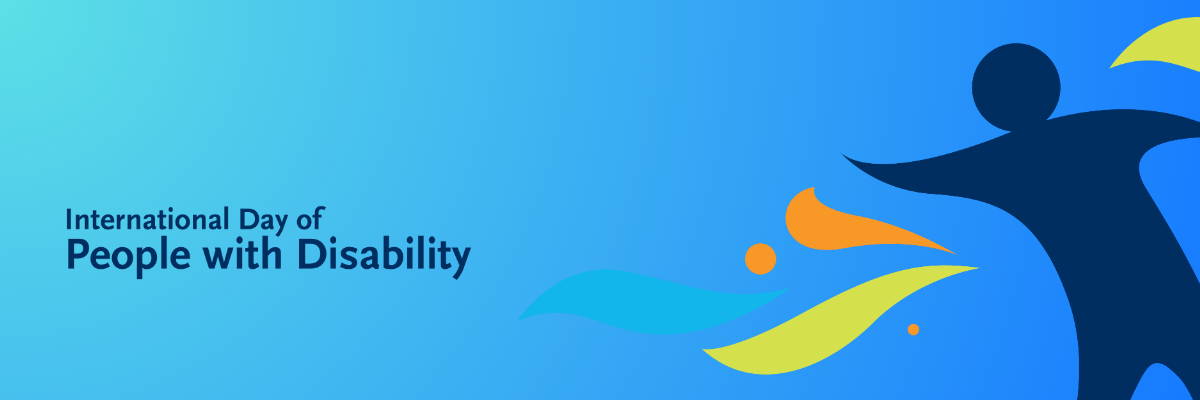 International Day of
People with Disability